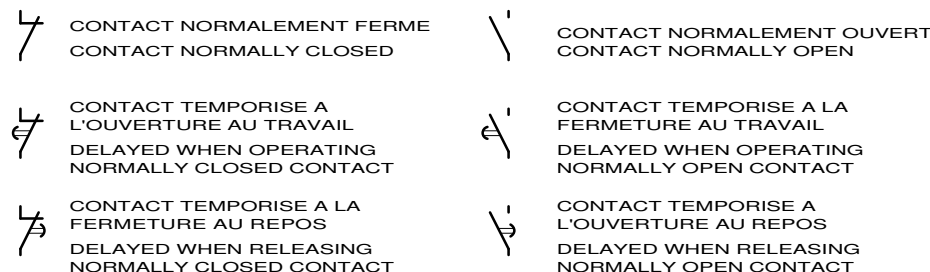 CONTACT NORMALEMENT FERME
CONTACT NORMALLY CLOSED
CONTACT NORMALEMENT OUVERT
CONTACT NORMALLY OPEN
CONTACT TEMPORISE A
L'OUVERTURE AU TRAVAIL
DELAYED WHEN OPERATING
NORMALLY CLOSED CONTACT
CONTACT TEMPORISE A LA
FERMETURE AU TRAVAIL
DELAYED WHEN OPERATING
NORMALLY OPEN CONTACT
CONTACT TEMPORISE A LA
FERMETURE AU REPOS
DELAYED WHEN RELEASING
NORMALLY CLOSED CONTACT
CONTACT TEMPORISE A
L'OUVERTURE AU REPOS
DELAYED WHEN RELEASING
NORMALLY OPEN CONTACT